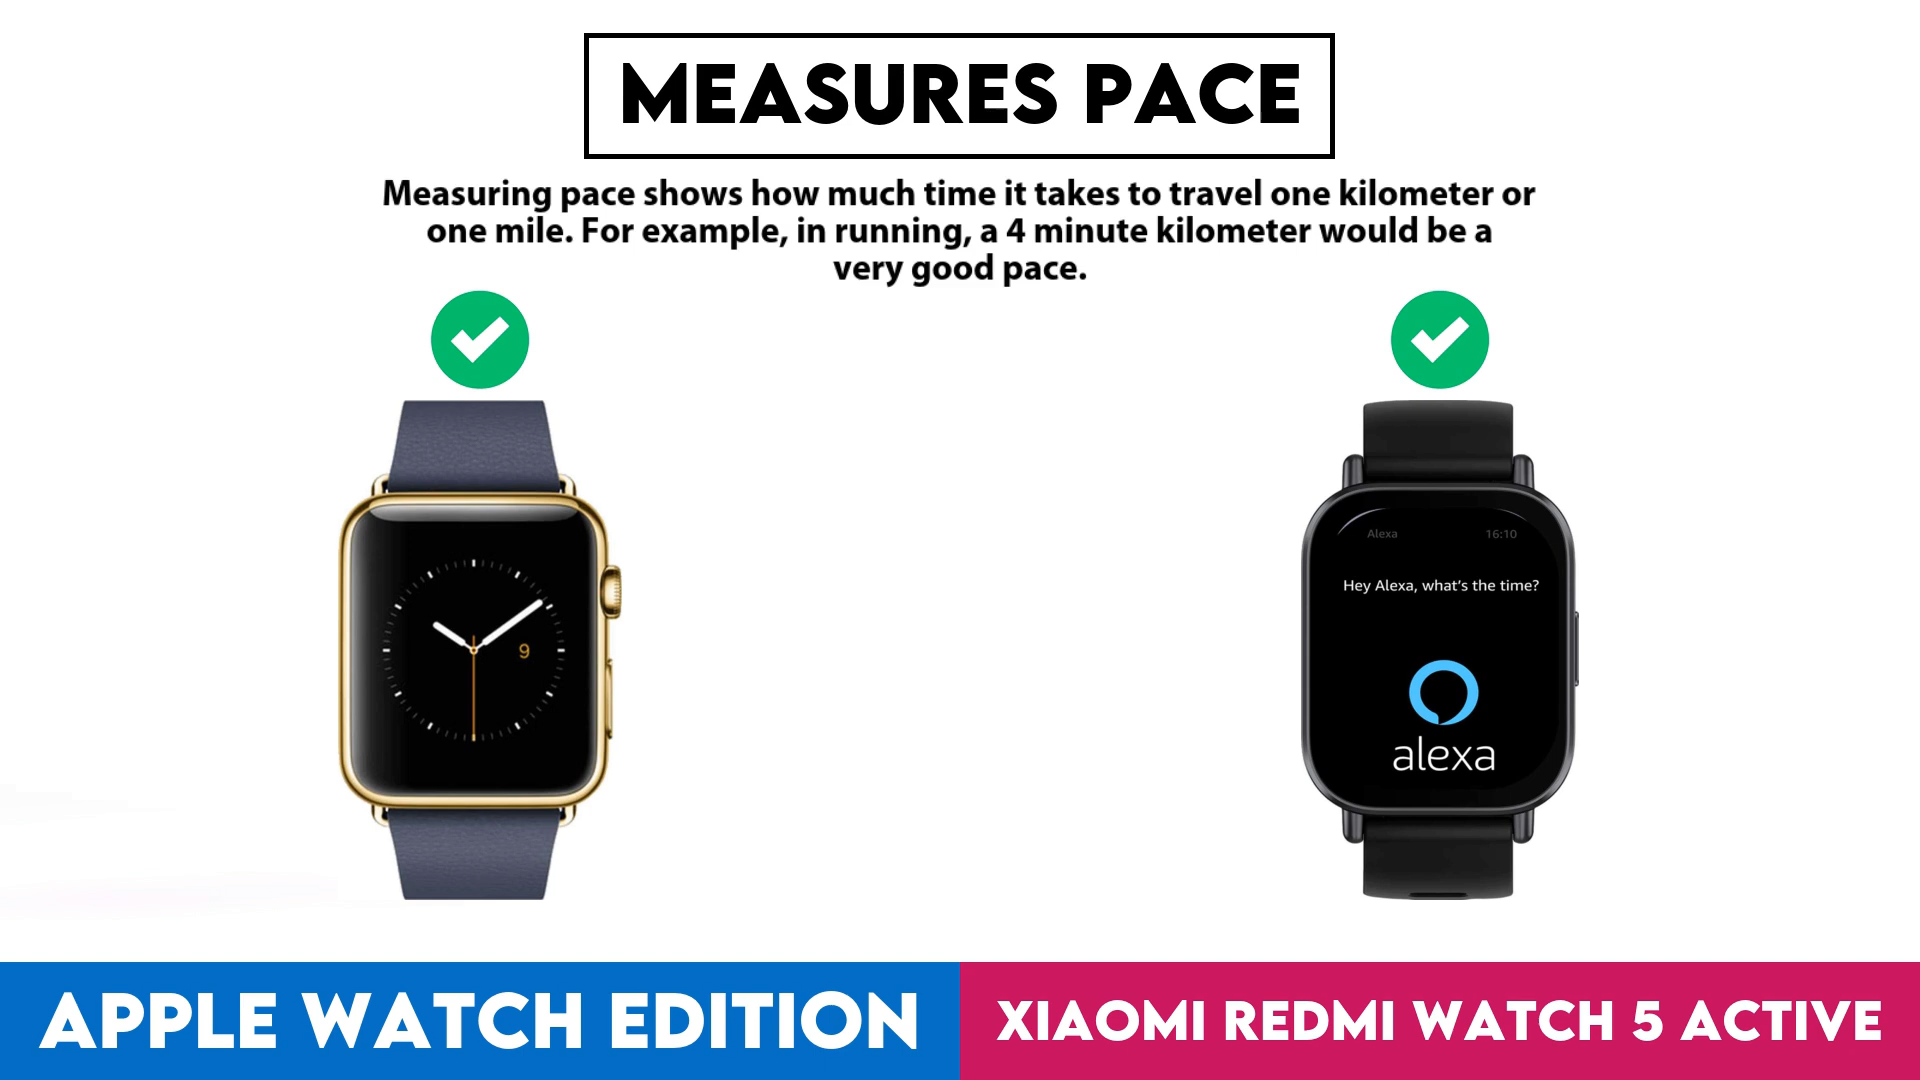 MEASURES PACE
Measuring pace shows how much time it takes to travel one kilometer or
one mile. For example, in running, a 4 minute kilometer would be a
very good pace.
9
Alexa 16:10
Hey Alexa, what's the time?
alexa
APPLE WATCH EDITION
XIAOMI REDMI WATCH 5 ACTIVE